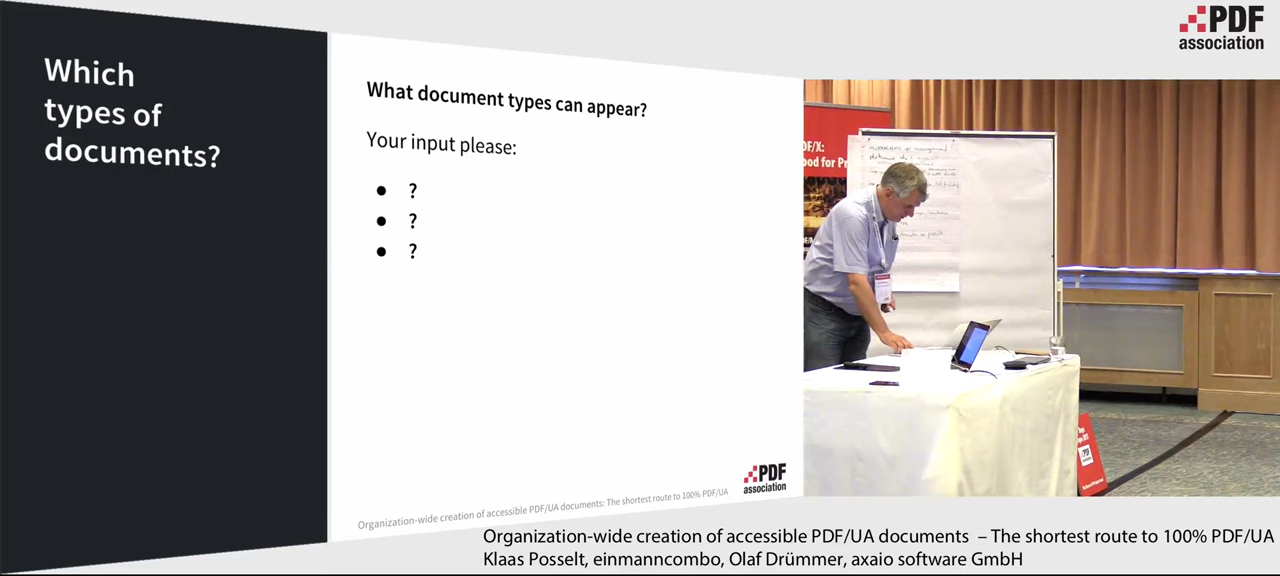 Which
types of
documents?
What document types can appear?
Your input please:
● ?
● ?
● ?
PDF
association
Organization-wide creation of accessible PDF/UA documents: The shortest route to 100% PDF/UA
PDF
association
Organization-wide creation of accessible PDF/UA documents – The shortest route to 100% PDF/UA
Klaas Posselt, einmanncombo, Olaf Drümmer, axaio software GmbH